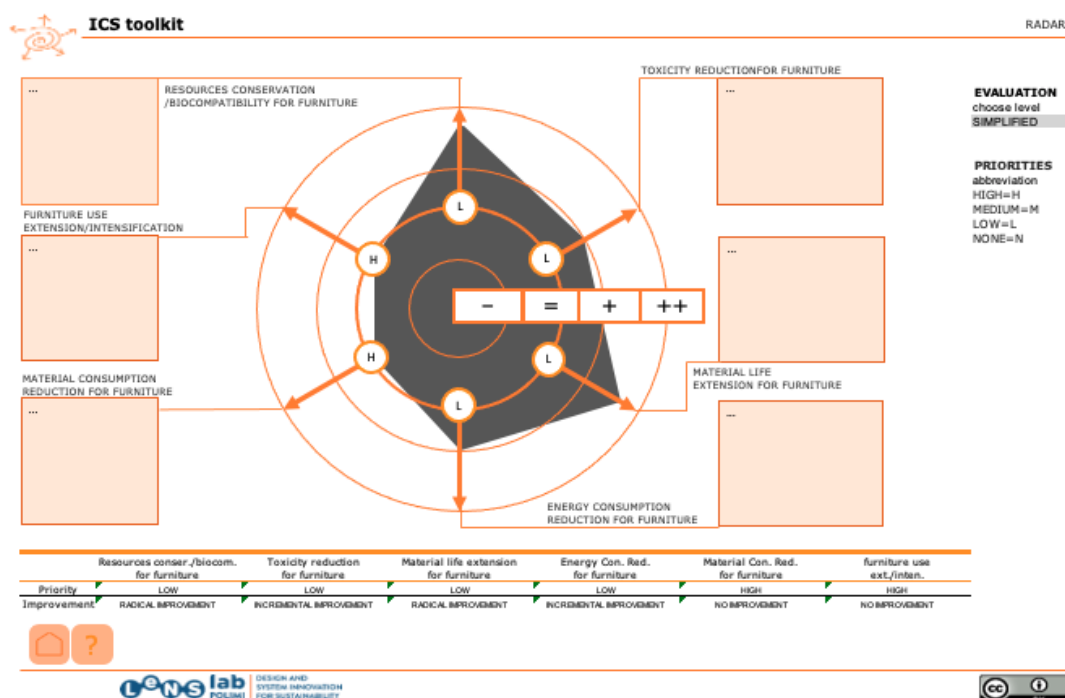 ICS toolkit
RADAR
...
RESOURCES CONSERVATION
/BIOCOMPATIBILITY FOR FURNITURE
TOXICITY REDUCTIONFOR FURNITURE
...
EVALUATION
choose level
SIMPLIFIED
PRIORITIES
abbreviation
HIGH=H
MEDIUM=M
LOW=L
NONE=N
FURNITURE USE
EXTENSION/INTENSIFICATION
...
...
L
H
L
- = + ++
H
L
L
MATERIAL CONSUMPTION
REDUCTION FOR FURNITURE
...
MATERIAL LIFE
EXTENSION FOR FURNITURE
...
ENERGY CONSUMPTION
REDUCTION FOR FURNITURE
Resources conser./biocom. Toxicity reduction Material life extension Energy Con. Red. Material Con. Red. furniture use
for furniture for furniture for furniture for furniture for furniture ext./inten.
Priority LOW LOW LOW LOW HIGH HIGH
Improvement RADICAL IMPROVEMENT INCREMENTAL IMPROVEMENT RADICAL IMPROVEMENT INCREMENTAL IMPROVEMENT NO IMPROVEMENT NO IMPROVEMENT
?
LeNS lab
POLIMI
DESIGN AND
SYSTEM INNOVATION
FOR SUSTAINABILITY
cc